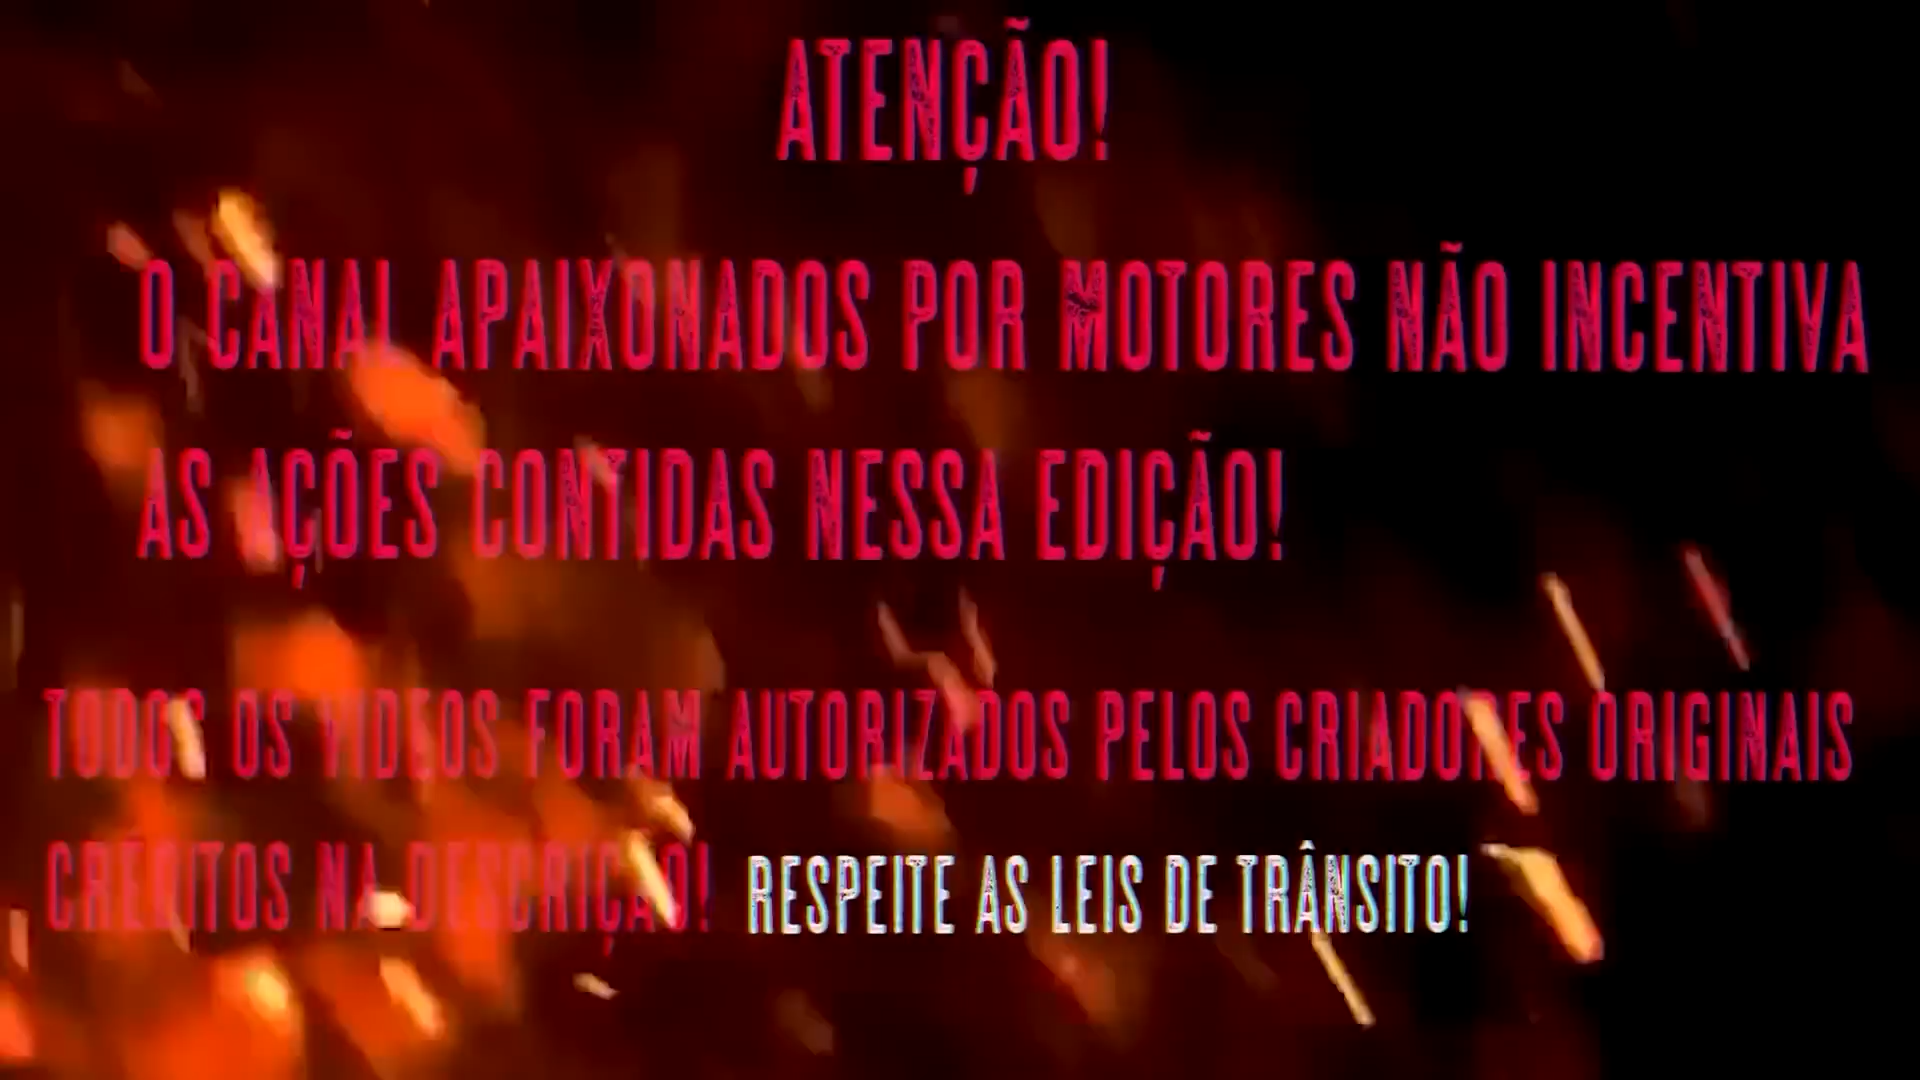 ATENÇÃO!
O CANAL APAIXONADOS POR MOTORES NÃO INCENTIVA
AS AÇÕES CONTIDAS NESSA EDIÇÃO!
TODOS OS VIDEOS FORAM AUTORIZADOS PELOS CRIADORES ORIGINAIS
CRÉDITOS NA DESCRIÇÃO! RESPEITE AS LEIS DE TRÂNSITO!